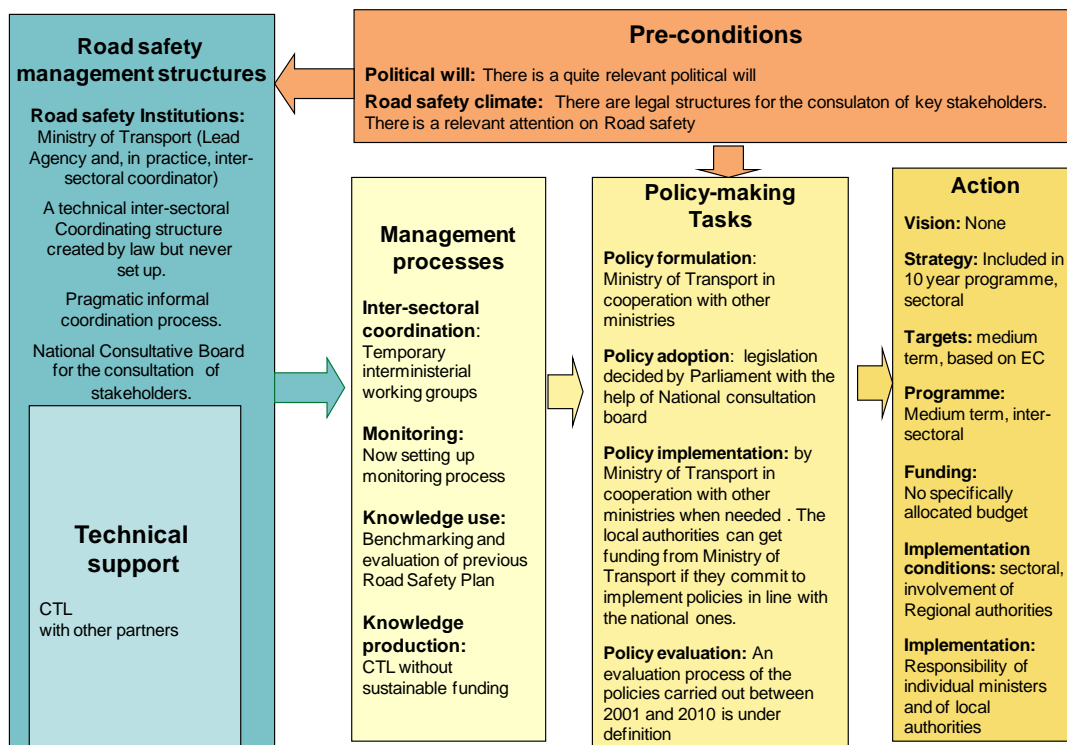 Road safety
management structures
Road safety Institutions:
Ministry of Transport (Lead
Agency and, in practice, inter-
sectoral coordinator)
A technical inter-sectoral
Coordinating structure
created by law but never
set up.
Pragmatic informal
coordination process.
National Consultative Board
for the consultation of
stakeholders.
Technical
support
CTL
with other partners
Pre-conditions
Political will: There is a quite relevant political will
Road safety climate: There are legal structures for the consulaton of key stakeholders.
There is a relevant attention on Road safety
Management
processes
Inter-sectoral
coordination:
Temporary
interministerial
working groups
Monitoring:
Now setting up
monitoring process
Knowledge use:
Benchmarking and
evaluation of previous
Road Safety Plan
Knowledge
production:
CTL without
sustainable funding
Policy-making
Tasks
Policy formulation:
Ministry of Transport in
cooperation with other
ministries
Policy adoption: legislation
decided by Parliament with the
help of National consultation
board
Policy implementation: by
Ministry of Transport in
cooperation with other
ministries when needed . The
local authorities can get
funding from Ministry of
Transport if they commit to
implement policies in line with
the national ones.
Policy evaluation: An
evaluation process of the
policies carried out between
2001 and 2010 is under
definition
Action
Vision: None
Strategy: Included in
10 year programme,
sectoral
Targets: medium
term, based on EC
Programme:
Medium term, inter-
sectoral
Funding:
No specifically
allocated budget
Implementation
conditions: sectoral,
involvement of
Regional authorities
Implementation:
Responsibility of
individual ministers
and of local
authorities